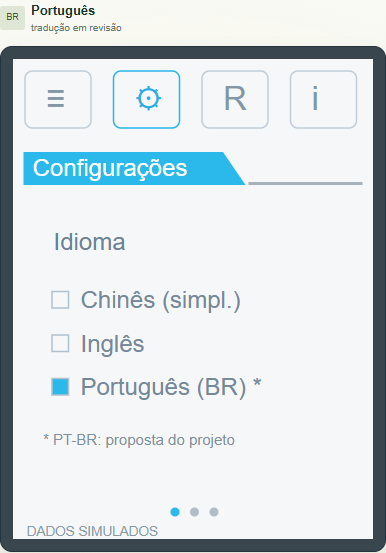 BR
Português
tradução em revisão
R
i
Configurações
Idioma
Chinês (simpl.)
Inglês
Português (BR) *
* PT-BR: proposta do projeto
DADOS SIMULADOS